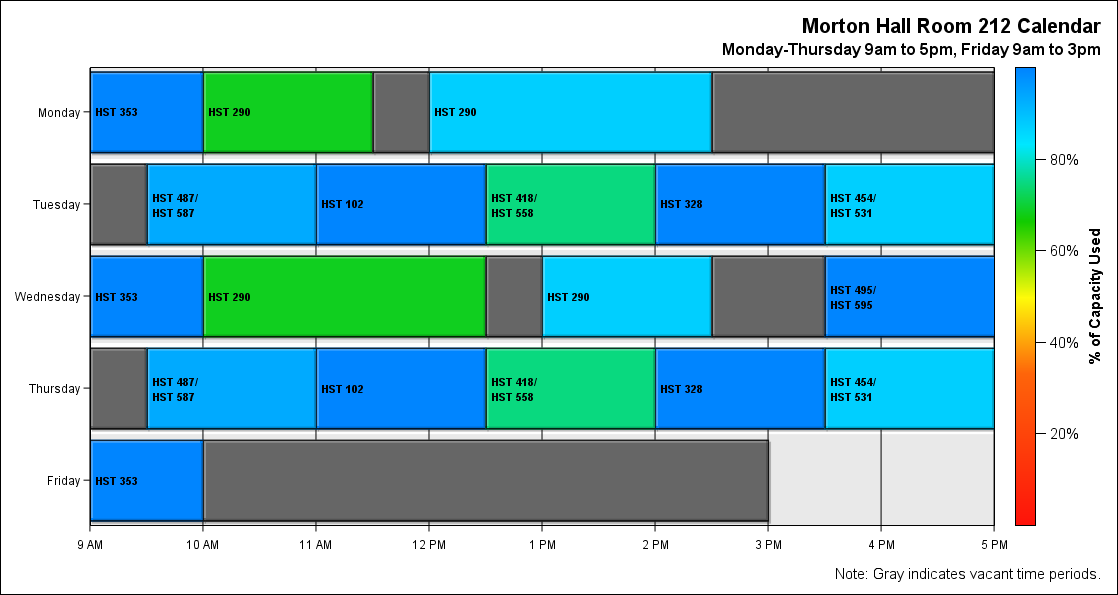 Morton Hall Room 212 Calendar
Monday-Thursday 9am to 5pm, Friday 9am to 3pm
Monday
HST 353
HST 290
HST 290
Tuesday
HST 487/
HST 587
HST 102
HST 418/
HST 558
HST 328
HST 454/
HST 531
Wednesday
HST 353
HST 290
HST 290
HST 495/
HST 595
Thursday
HST 487/
HST 587
HST 102
HST 418/
HST 558
HST 328
HST 454/
HST 531
Friday
HST 353
9 AM
10 AM
11 AM
12 PM
1 PM
2 PM
3 PM
4 PM
5 PM
80%
60%
40%
20%
% of Capacity Used
Note: Gray indicates vacant time periods.